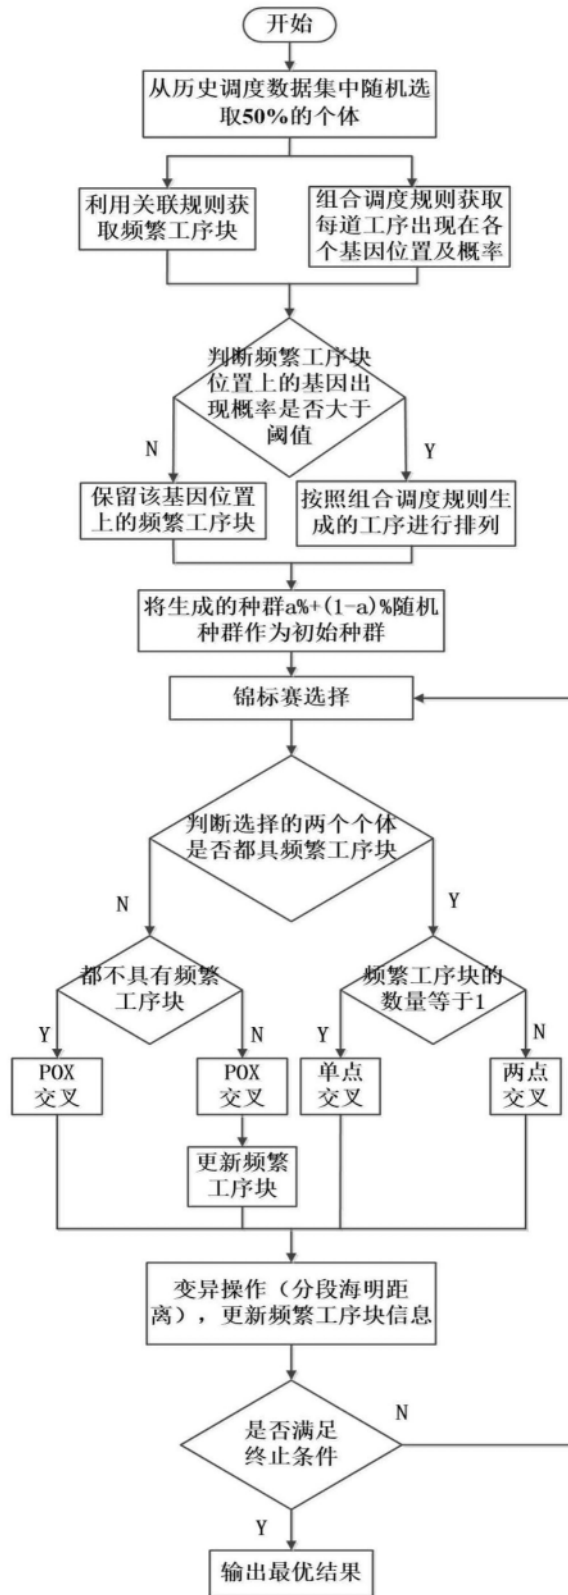 开始
从历史调度数据集中随机选
取50%的个体
利用关联规则获
取频繁工序块
组合调度规则获取
每道工序出现在各
个基因位置及概率
判断频繁工序块
位置上的基因出
现概率是否大于
阈值
N
Y
保留该基因位置
上的频繁工序块
按照组合调度规则生
成的工序进行排列
将生成的种群a%+(1-a)%随机
种群作为初始种群
锦标赛选择
判断选择的两个个体
是否都具频繁工序块
N
Y
都不具有频繁
工序块
频繁工序块的
数量等于1
Y
N
Y
N
POX
交叉
POX
交叉
单点
交叉
两点
交叉
更新频繁
工序块
变异操作（分段海明距
离），更新频繁工序块信息
是否满足
终止条件
N
Y
输出最优结果